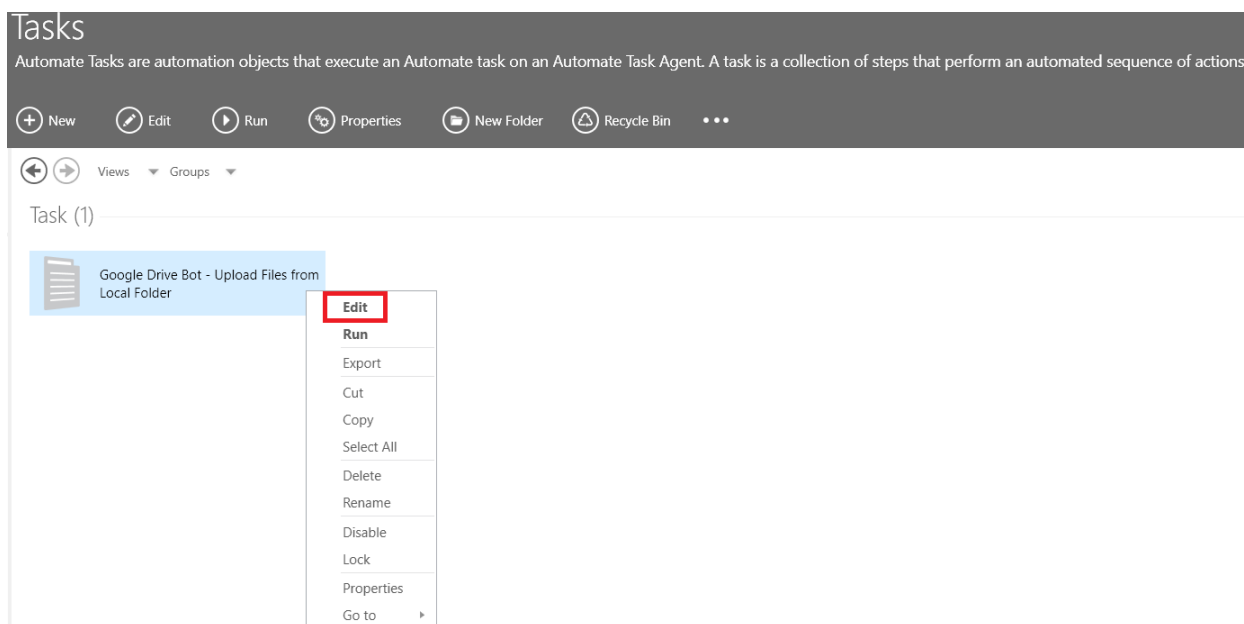 Tasks
Automate Tasks are automation objects that execute an Automate task on an Automate Task Agent. A task is a collection of steps that perform an automated sequence of actions
New Edit Run Properties New Folder Recycle Bin
Views Groups
Task (1)
Google Drive Bot - Upload Files from
Local Folder
Edit
Run
Export
Cut
Copy
Select All
Delete
Rename
Disable
Lock
Properties
Go to